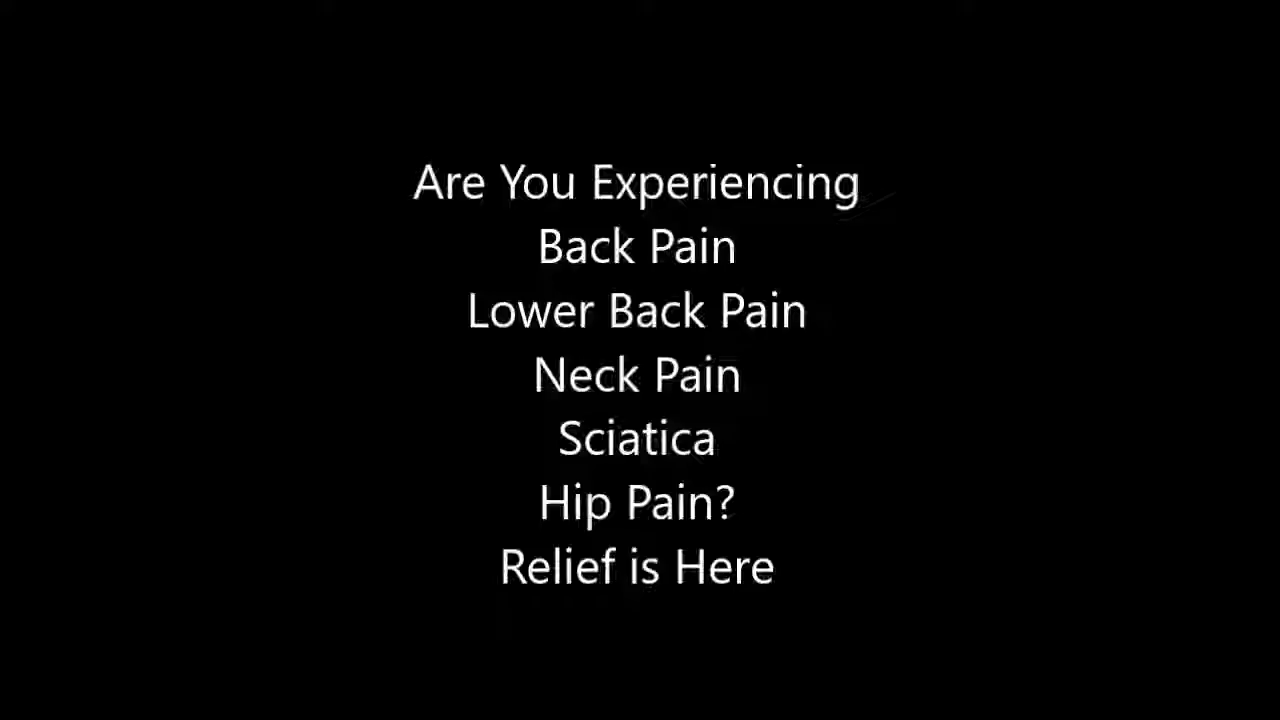 Are You Experiencing
Back Pain
Lower Back Pain
Neck Pain
Sciatica
Hip Pain?
Relief is Here